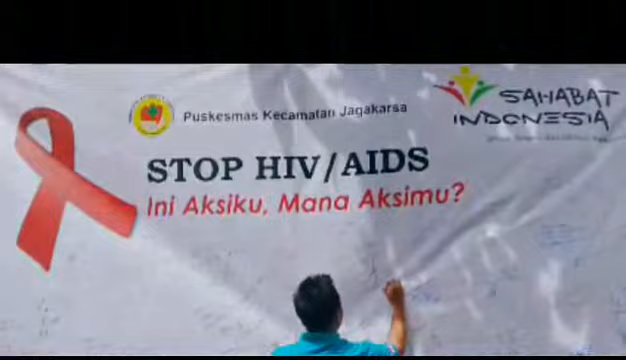 Puskesmas Kecamatan Jagakarsa
SAHABAT
INDONESIA
STOP HIV/AIDS
Ini Aksiku, Mana Aksimu?